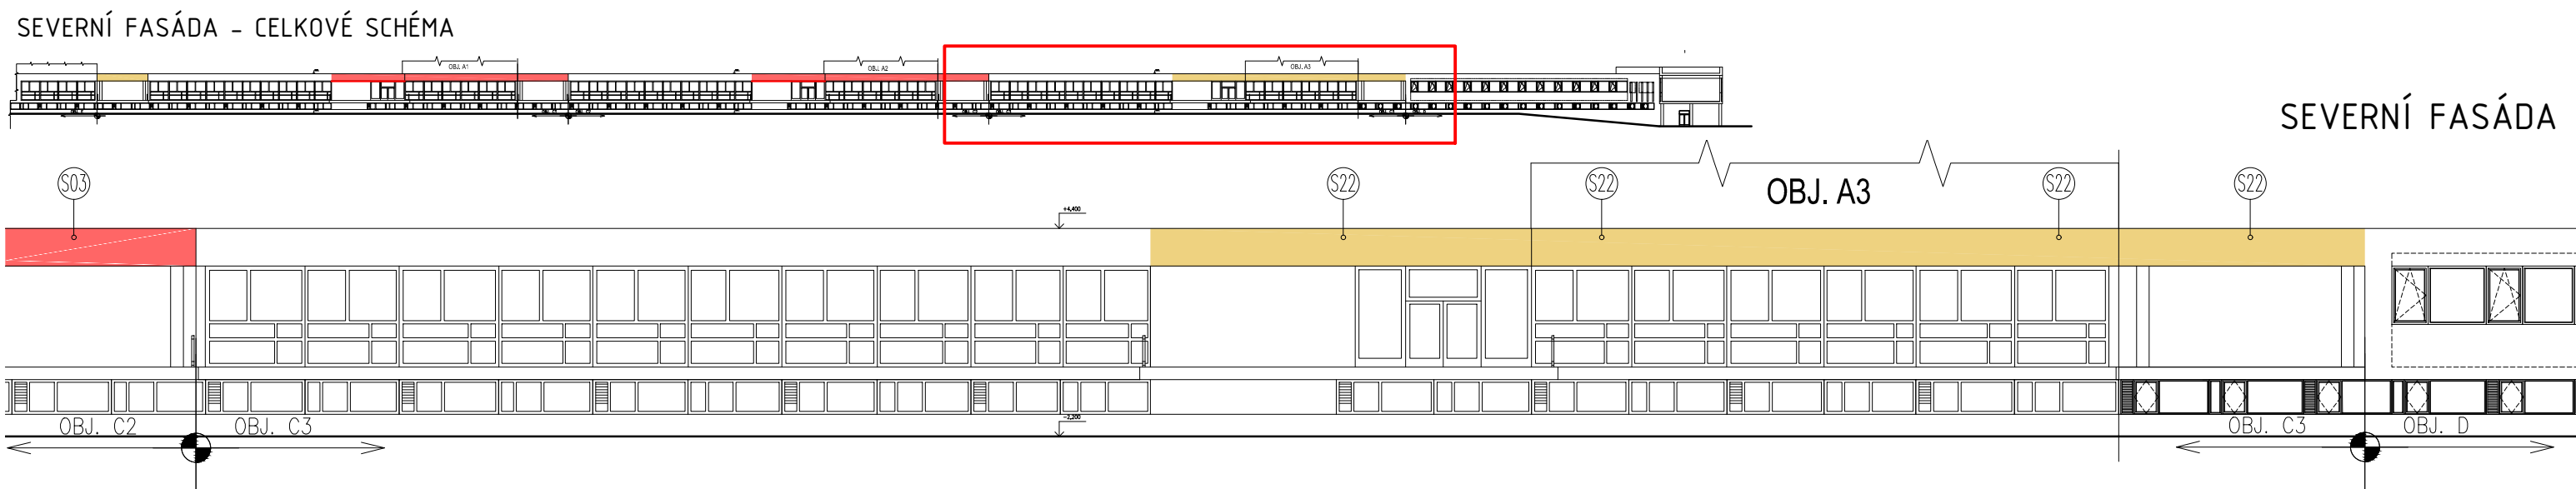 SEVERNÍ FASÁDA - CELKOVÉ SCHÉMA
OBJ. A1
OBJ. A2
OBJ. A3
SEVERNÍ FASÁDA
S03
S22
S22
OBJ. A3
S22
S22
+4,400
-2,200
OBJ. C2
OBJ. C3
OBJ. C3
OBJ. D